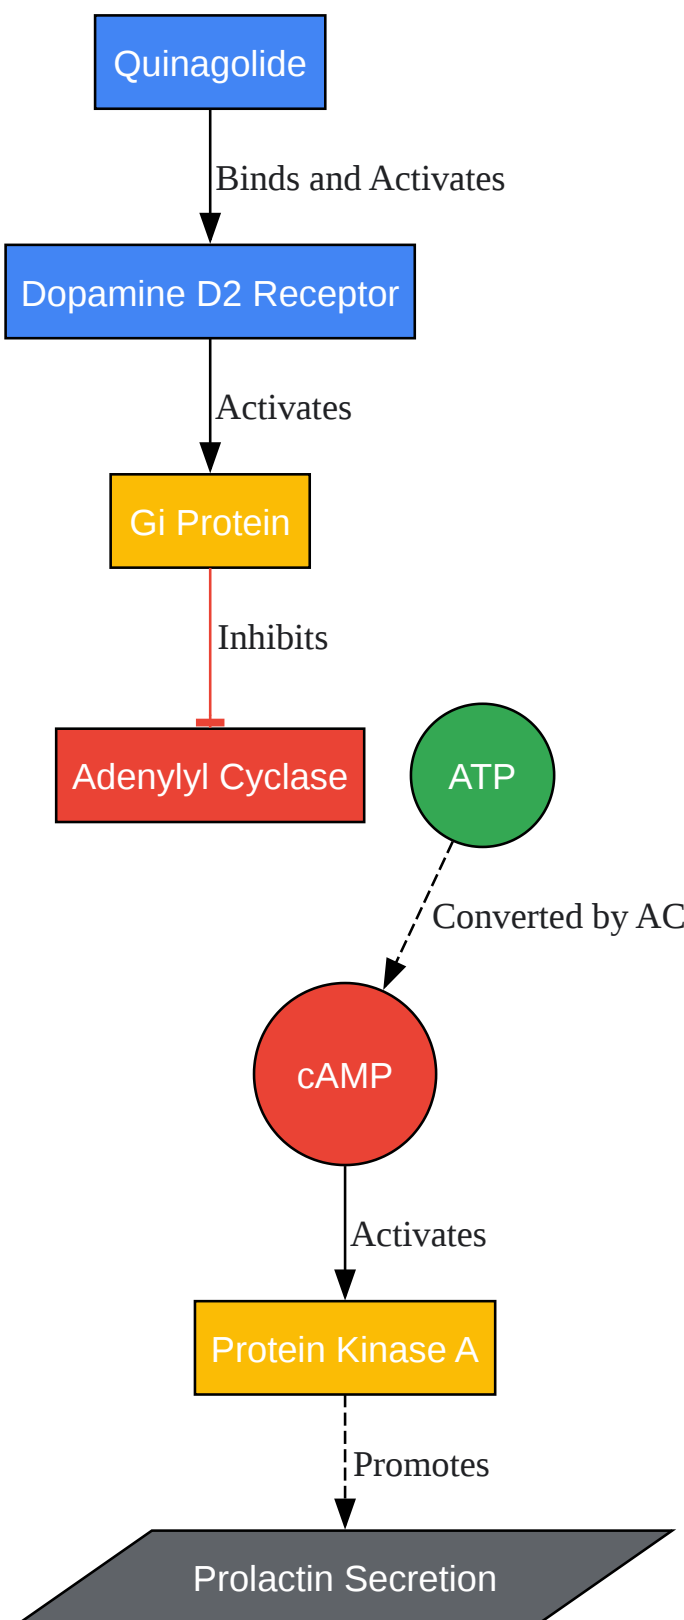 Quinagolide
Binds and Activates
Dopamine D2 Receptor
Activates
Gi Protein
Inhibits
Adenylyl Cyclase
ATP
Converted by AC
cAMP
Activates
Protein Kinase A
Promotes
Prolactin Secretion